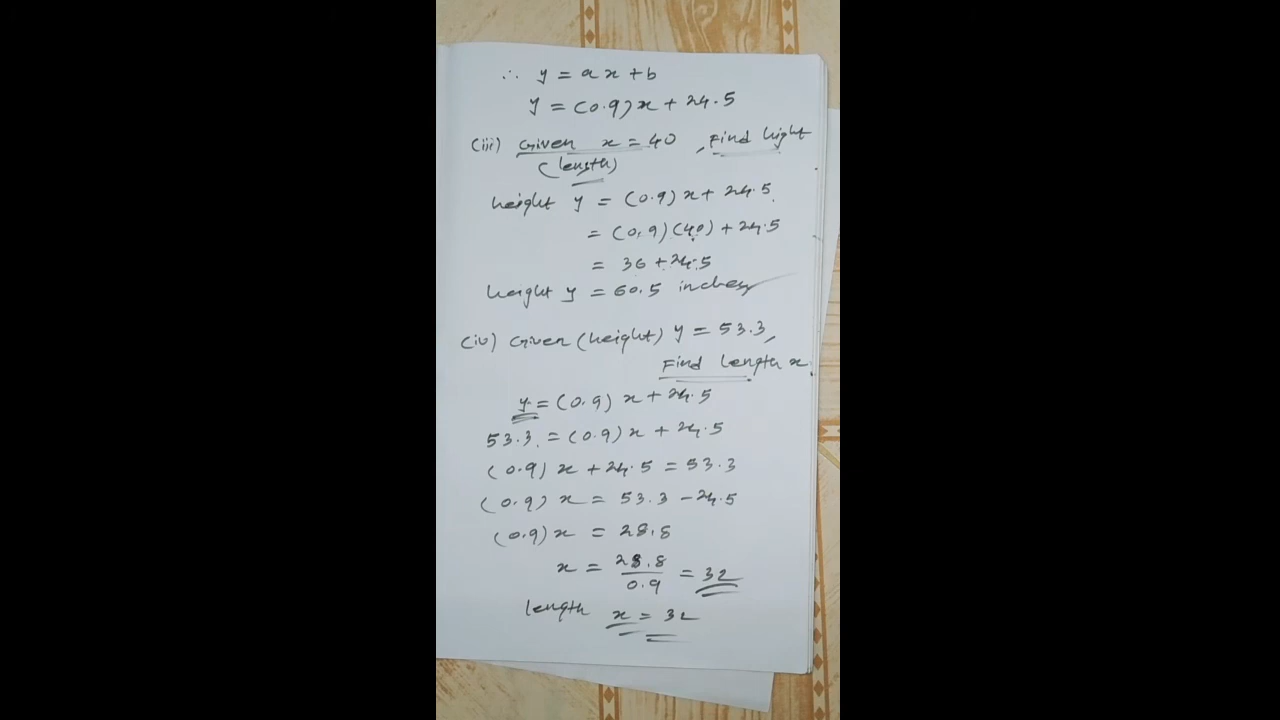 ∴ y = ax + b
y = (0.9)x + 24.5
(iii) Given x = 40 , Find hight
(length)
height y = (0.9) x + 24.5
= (0.9)(40) + 24.5
= 36 + 24.5
height y = 60.5 inches
(iv) Given (height) y = 53.3,
Find length x.
y = (0.9) x + 24.5
53.3 = (0.9) x + 24.5
(0.9) x + 24.5 = 53.3
(0.9) x = 53.3 - 24.5
(0.9) x = 28.8
x = 28.8 / 0.9 = 32
length x = 32